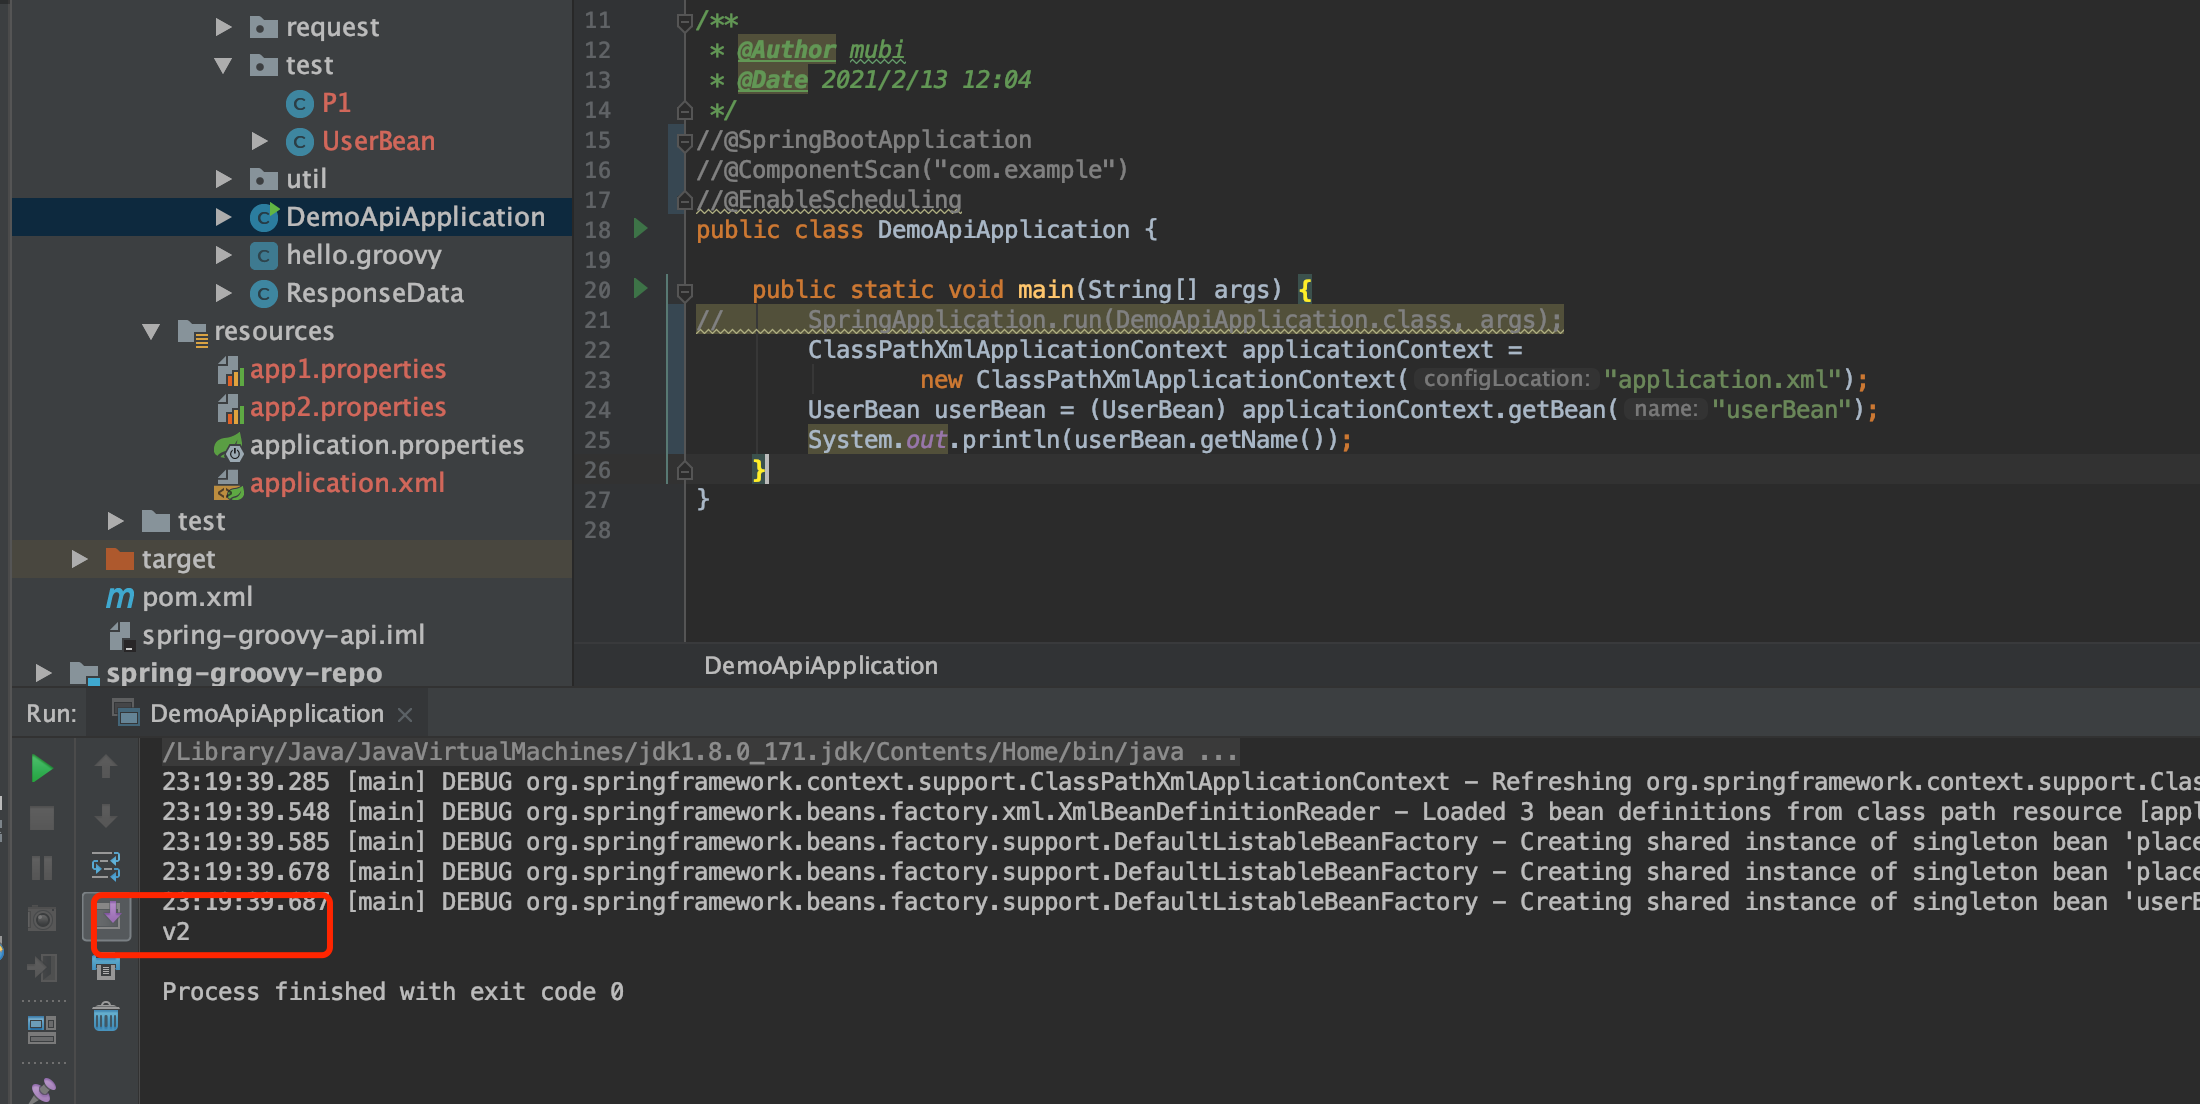 request
test
P1
UserBean
util
DemoApiApplication
hello.groovy
ResponseData
resources
app1.properties
app2.properties
application.properties
application.xml
test
target
pom.xml
spring-groovy-api.iml
spring-groovy-repo
11 /**
12 * @Author mubi
13 * @Date 2021/2/13 12:04
14 */
15 //@SpringBootApplication
16 //@ComponentScan("com.example")
17 //@EnableScheduling
18 public class DemoApiApplication {
19
20 public static void main(String[] args) {
21 // SpringApplication.run(DemoApiApplication.class, args);
22 ClassPathXmlApplicationContext applicationContext =
23 new ClassPathXmlApplicationContext( configLocation: "application.xml");
24 UserBean userBean = (UserBean) applicationContext.getBean( name: "userBean");
25 System.out.println(userBean.getName());
26 }
27 }
28
DemoApiApplication
Run: DemoApiApplication
/Library/Java/JavaVirtualMachines/jdk1.8.0_171.jdk/Contents/Home/bin/java ...
23:19:39.285 [main] DEBUG org.springframework.context.support.ClassPathXmlApplicationContext - Refreshing org.springframework.context.support.Clas
23:19:39.548 [main] DEBUG org.springframework.beans.factory.xml.XmlBeanDefinitionReader - Loaded 3 bean definitions from class path resource [appl
23:19:39.585 [main] DEBUG org.springframework.beans.factory.support.DefaultListableBeanFactory - Creating shared instance of singleton bean 'place
23:19:39.678 [main] DEBUG org.springframework.beans.factory.support.DefaultListableBeanFactory - Creating shared instance of singleton bean 'place
23:19:39.687 [main] DEBUG org.springframework.beans.factory.support.DefaultListableBeanFactory - Creating shared instance of singleton bean 'userB
v2
Process finished with exit code 0